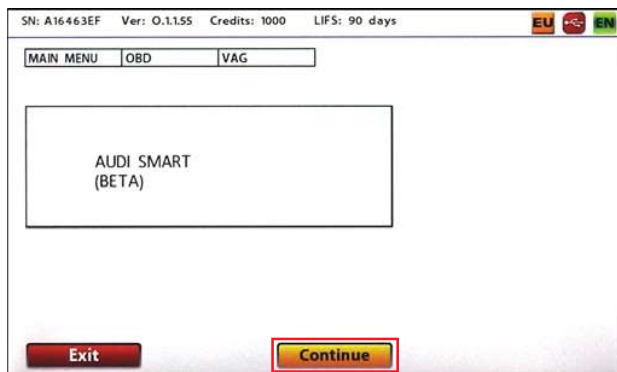 SN: A16463EF Ver: O.1.1.55 Credits: 1000 LIFS: 90 days EU EN
MAIN MENU OBD VAG
AUDI SMART
(BETA)
Exit Continue